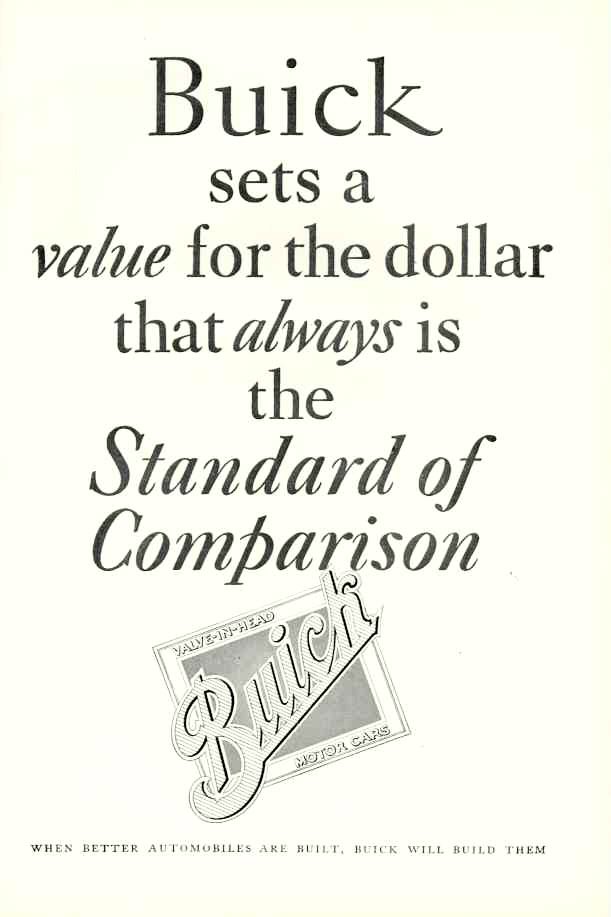 Buick
sets a
value for the dollar
that always is
the
Standard of
Comparison
VALVE-IN-HEAD
Buick
MOTOR CARS
WHEN BETTER AUTOMOBILES ARE BUILT, BUICK WILL BUILD THEM